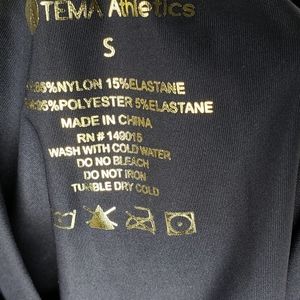 TEMA Athletics
S
85%NYLON 15%ELASTANE
95%POLYESTER 5%ELASTANE
MADE IN CHINA
RN # 149015
WASH WITH COLD WATER
DO NO BLEACH
DO NOT IRON
TUMBLE DRY COLD